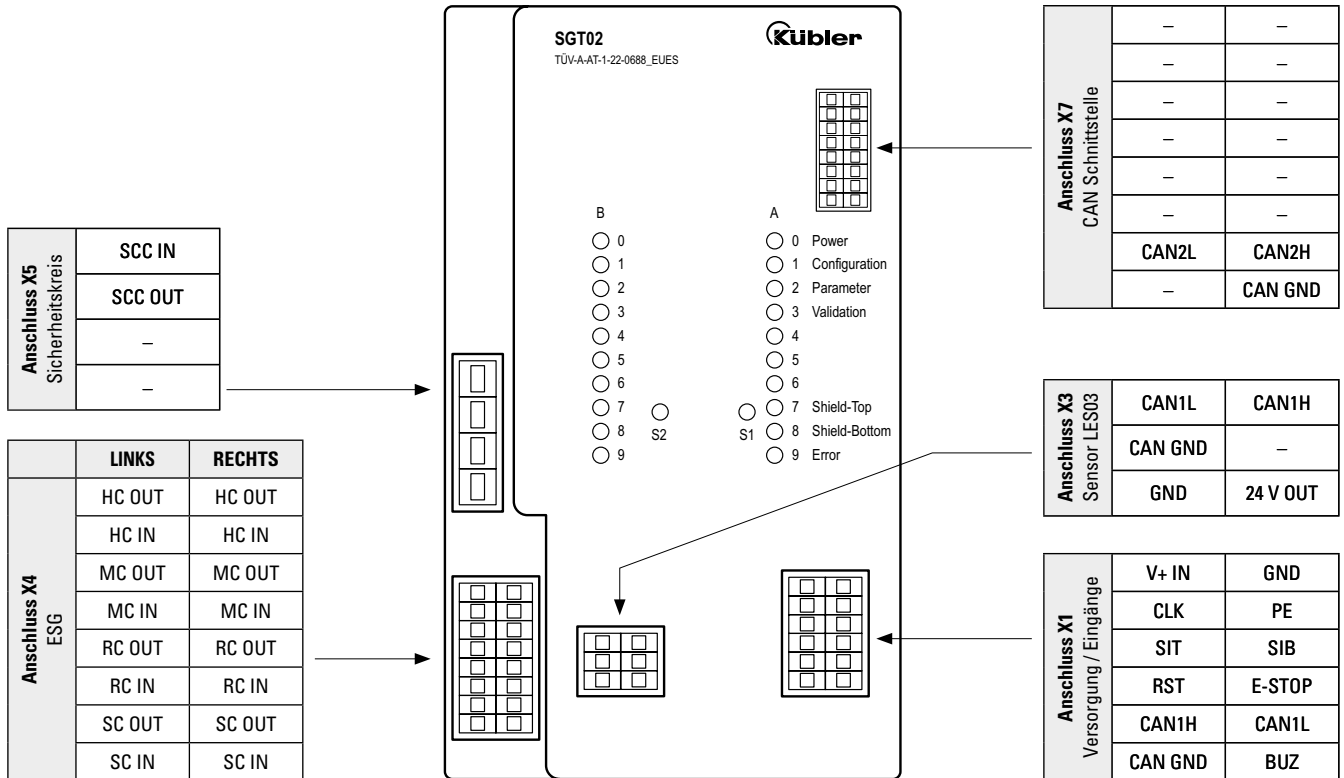 SGT02
TÜV-A-AT-1-22-0688_EUES
Kübler
B
0
1
2
3
4
5
6
7
8
9
S2
S1
A
0 Power
1 Configuration
2 Parameter
3 Validation
4
5
6
7 Shield-Top
8 Shield-Bottom
9 Error
Anschluss X5
Sicherheitskreis
SCC IN
SCC OUT
–
–
LINKS RECHTS
Anschluss X4
ESG
HC OUT HC OUT
HC IN HC IN
MC OUT MC OUT
MC IN MC IN
RC OUT RC OUT
RC IN RC IN
SC OUT SC OUT
SC IN SC IN
Anschluss X7
CAN Schnittstelle
– –
– –
– –
– –
– –
– –
CAN2L CAN2H
– CAN GND
Anschluss X3
Sensor LES03
CAN1L CAN1H
CAN GND –
GND 24 V OUT
Anschluss X1
Versorgung / Eingänge
V+ IN GND
CLK PE
SIT SIB
RST E-STOP
CAN1H CAN1L
CAN GND BUZ